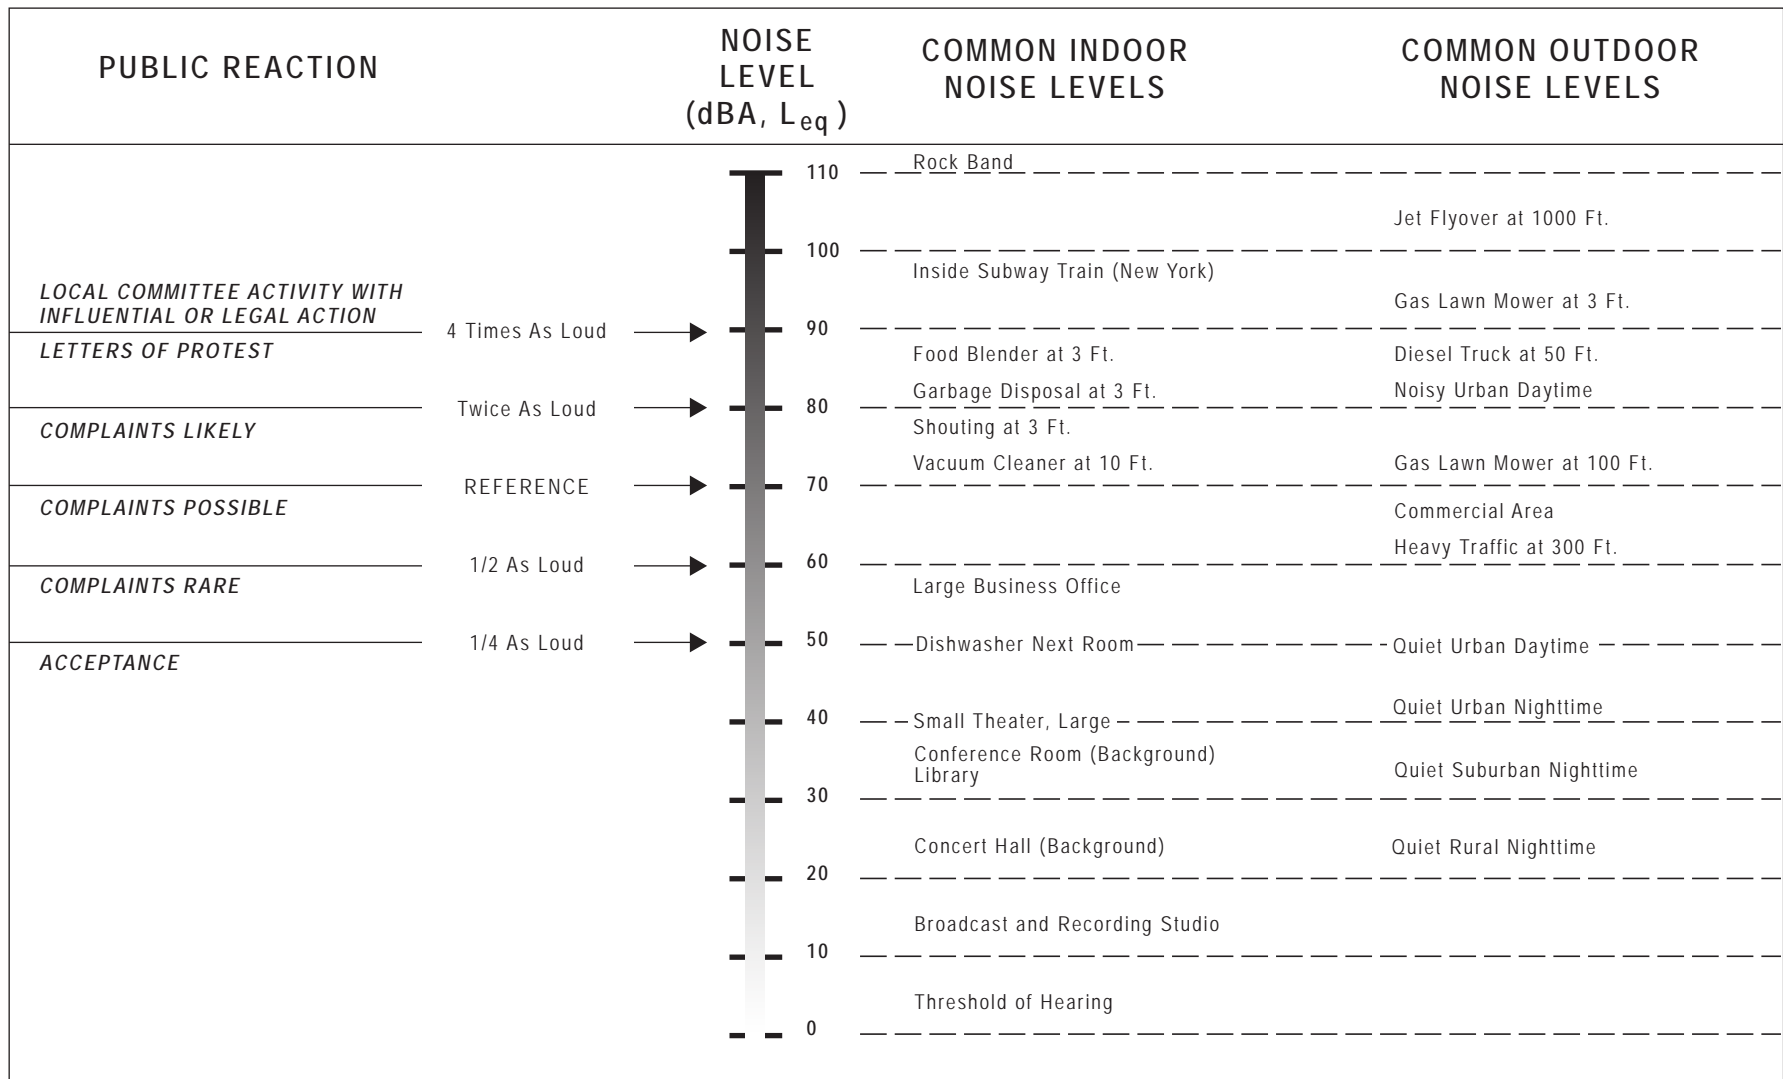 PUBLIC REACTION
NOISE
LEVEL
(dBA, Leq )
COMMON INDOOR
NOISE LEVELS
COMMON OUTDOOR
NOISE LEVELS
110
Rock Band
Jet Flyover at 1000 Ft.
100
Inside Subway Train (New York)
LOCAL COMMITTEE ACTIVITY WITH
INFLUENTIAL OR LEGAL ACTION
Gas Lawn Mower at 3 Ft.
4 Times As Loud
90
LETTERS OF PROTEST
Food Blender at 3 Ft.
Diesel Truck at 50 Ft.
Garbage Disposal at 3 Ft.
Noisy Urban Daytime
Twice As Loud
80
COMPLAINTS LIKELY
Shouting at 3 Ft.
Vacuum Cleaner at 10 Ft.
Gas Lawn Mower at 100 Ft.
REFERENCE
70
COMPLAINTS POSSIBLE
Commercial Area
Heavy Traffic at 300 Ft.
1/2 As Loud
60
COMPLAINTS RARE
Large Business Office
1/4 As Loud
50
Dishwasher Next Room
Quiet Urban Daytime
ACCEPTANCE
Quiet Urban Nighttime
40
Small Theater, Large
Conference Room (Background)
Library
Quiet Suburban Nighttime
30
Concert Hall (Background)
Quiet Rural Nighttime
20
Broadcast and Recording Studio
10
Threshold of Hearing
0